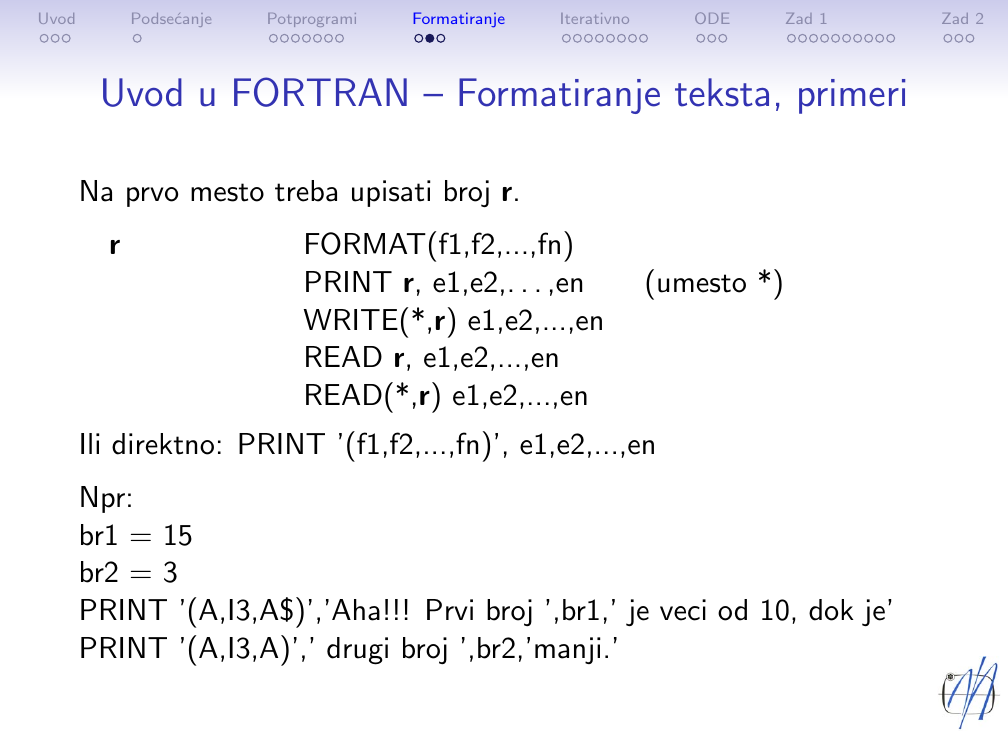 Uvod Podsećanje Potprogrami Formatiranje Iterativno ODE Zad 1 Zad 2
Uvod u FORTRAN – Formatiranje teksta, primeri
Na prvo mesto treba upisati broj r.
r FORMAT(f1,f2,...,fn)
PRINT r, e1,e2,. . . ,en (umesto *)
WRITE(*,r) e1,e2,...,en
READ r, e1,e2,...,en
READ(*,r) e1,e2,...,en
Ili direktno: PRINT ’(f1,f2,...,fn)’, e1,e2,...,en
Npr:
br1 = 15
br2 = 3
PRINT ’(A,I3,A$)’,’Aha!!! Prvi broj ’,br1,’ je veci od 10, dok je’
PRINT ’(A,I3,A)’,’ drugi broj ’,br2,’manji.’